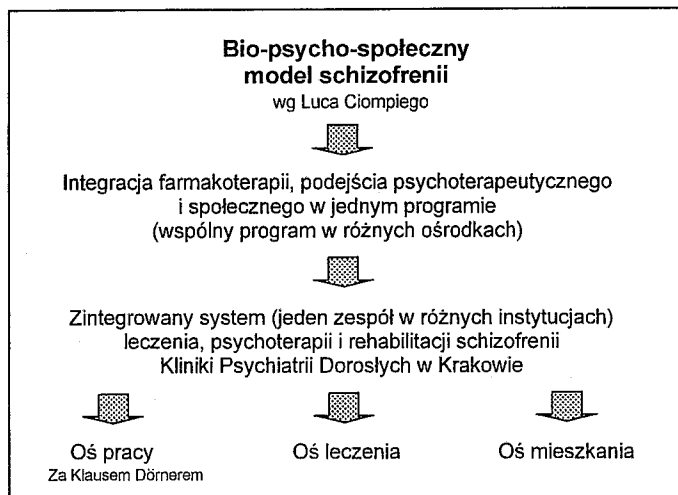 Bio-psycho-społeczny
model schizofrenii
wg Luca Ciompiego
Integracja farmakoterapii, podejścia psychoterapeutycznego
i społecznego w jednym programie
(wspólny program w różnych ośrodkach)
Zintegrowany system (jeden zespół w różnych instytucjach)
leczenia, psychoterapii i rehabilitacji schizofrenii
Kliniki Psychiatrii Dorosłych w Krakowie
Oś pracy
Za Klausem Dörnerem
Oś leczenia
Oś mieszkania